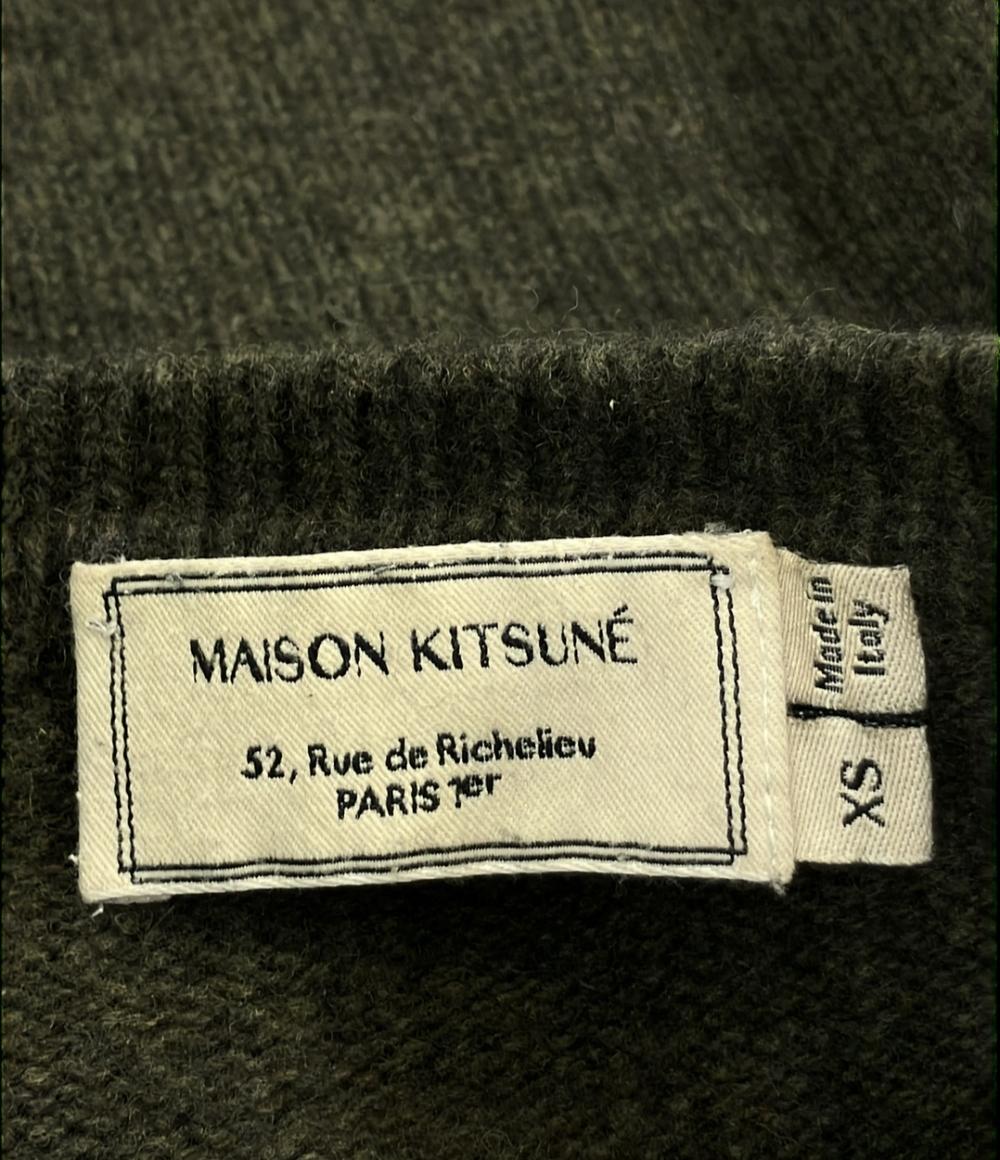 MAISON KITSUNÉ
52, Rue de Richelieu
PARIS 1er
Made in
Italy
XS